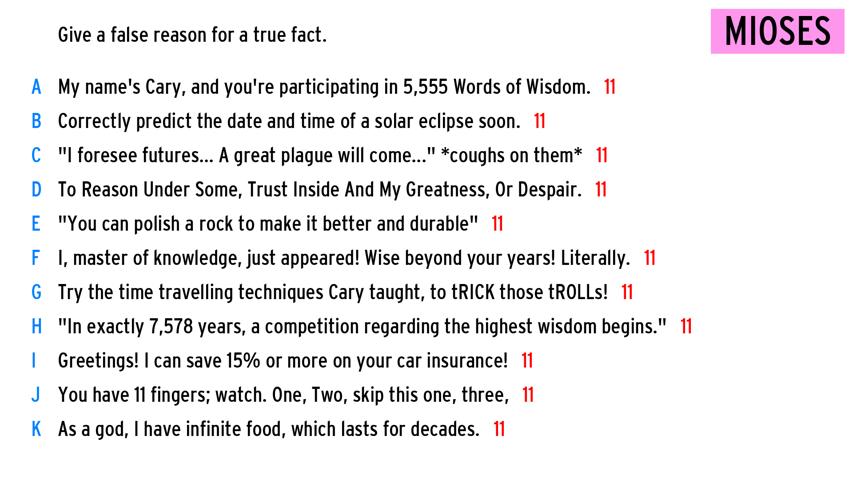 Give a false reason for a true fact.
MIOSES
A My name's Cary, and you're participating in 5,555 Words of Wisdom. 11
B Correctly predict the date and time of a solar eclipse soon. 11
C "I foresee futures... A great plague will come..." *coughs on them* 11
D To Reason Under Some, Trust Inside And My Greatness, Or Despair. 11
E "You can polish a rock to make it better and durable" 11
F I, master of knowledge, just appeared! Wise beyond your years! Literally. 11
G Try the time travelling techniques Cary taught, to tRICK those tROLLs! 11
H "In exactly 7,578 years, a competition regarding the highest wisdom begins." 11
I Greetings! I can save 15% or more on your car insurance! 11
J You have 11 fingers; watch. One, Two, skip this one, three, 11
K As a god, I have infinite food, which lasts for decades. 11